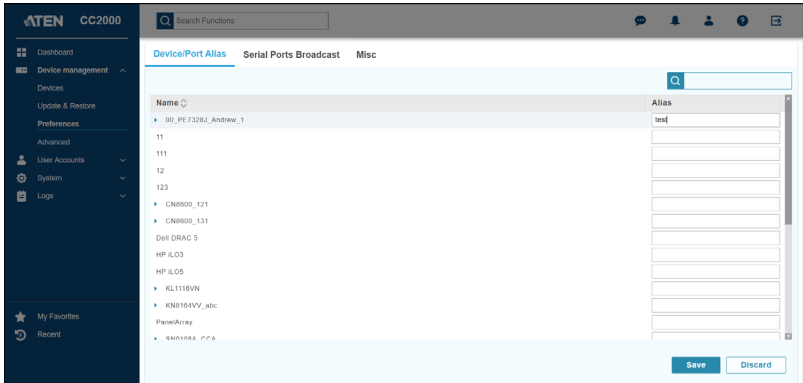 ATEN CC2000
Search Functions
Dashboard
Device management
Devices
Update & Restore
Preferences
Advanced
User Accounts
System
Logs
My Favorites
Recent
Device/Port Alias Serial Ports Broadcast Misc
Name Alias
00_PE7328J_Andrew_1 test
11
111
12
123
CN8600_121
CN8600_131
Dell DRAC 5
HP iLO3
HP iLO5
KL1116VN
KN8164VV_abc
PanelArray
SN0108A_CCA
Save Discard